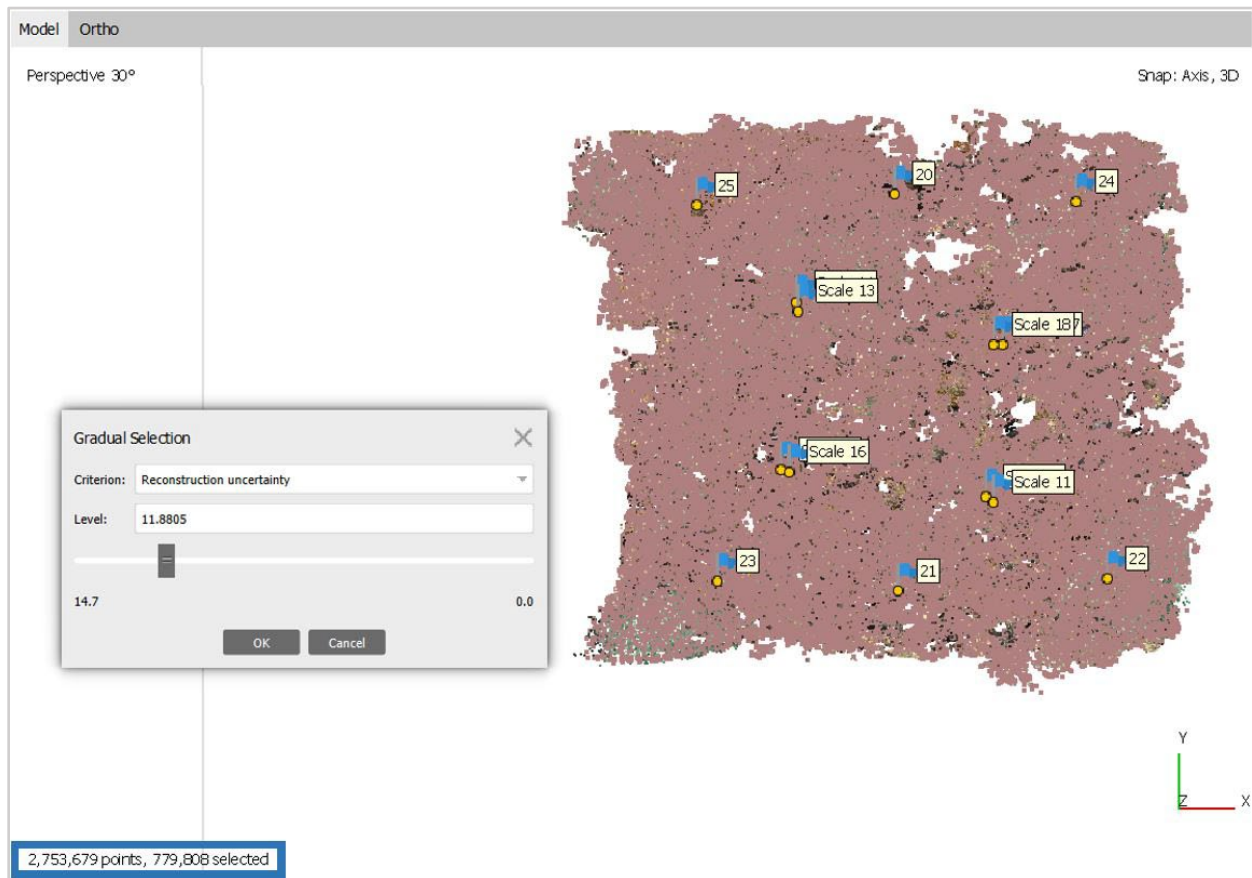 Model Ortho
Perspective 30°
Snap: Axis, 3D
25
20
24
Scale 13
Scale 18
Scale 16
Scale 11
23
21
22
Gradual Selection
Criterion: Reconstruction uncertainty
Level: 11.8805
14.7 0.0
OK Cancel
Y
Z X
2,753,679 points, 779,808 selected